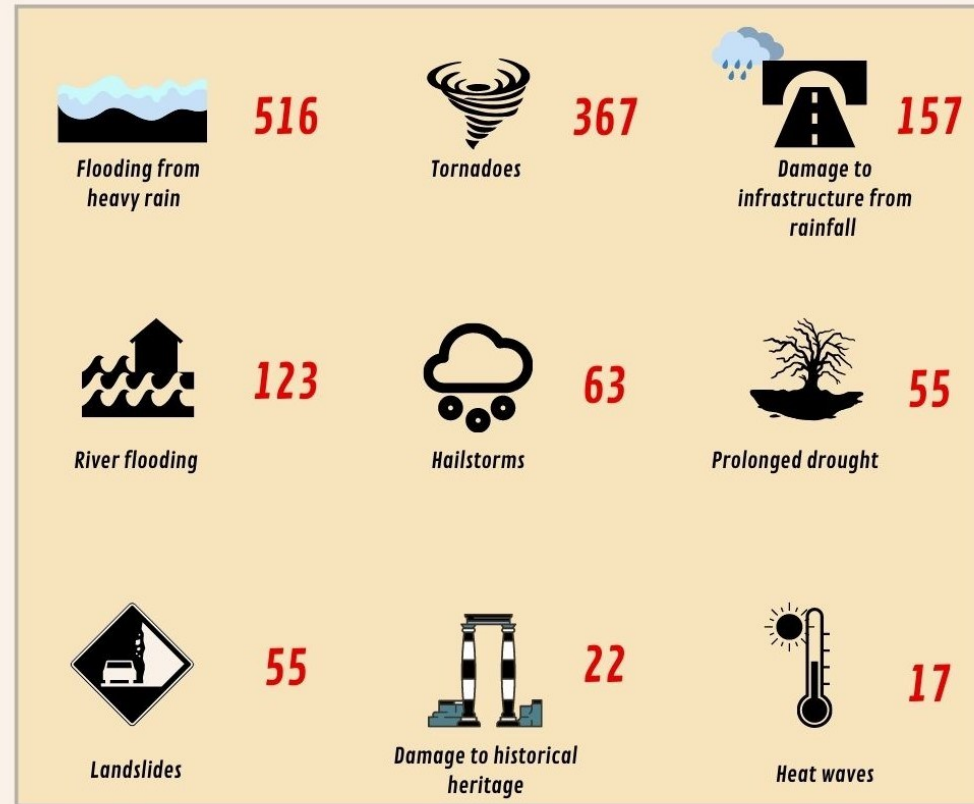 516
Flooding from
heavy rain
367
Tornadoes
157
Damage to
infrastructure from
rainfall
123
River flooding
63
Hailstorms
55
Prolonged drought
55
Landslides
22
Damage to historical
heritage
17
Heat waves